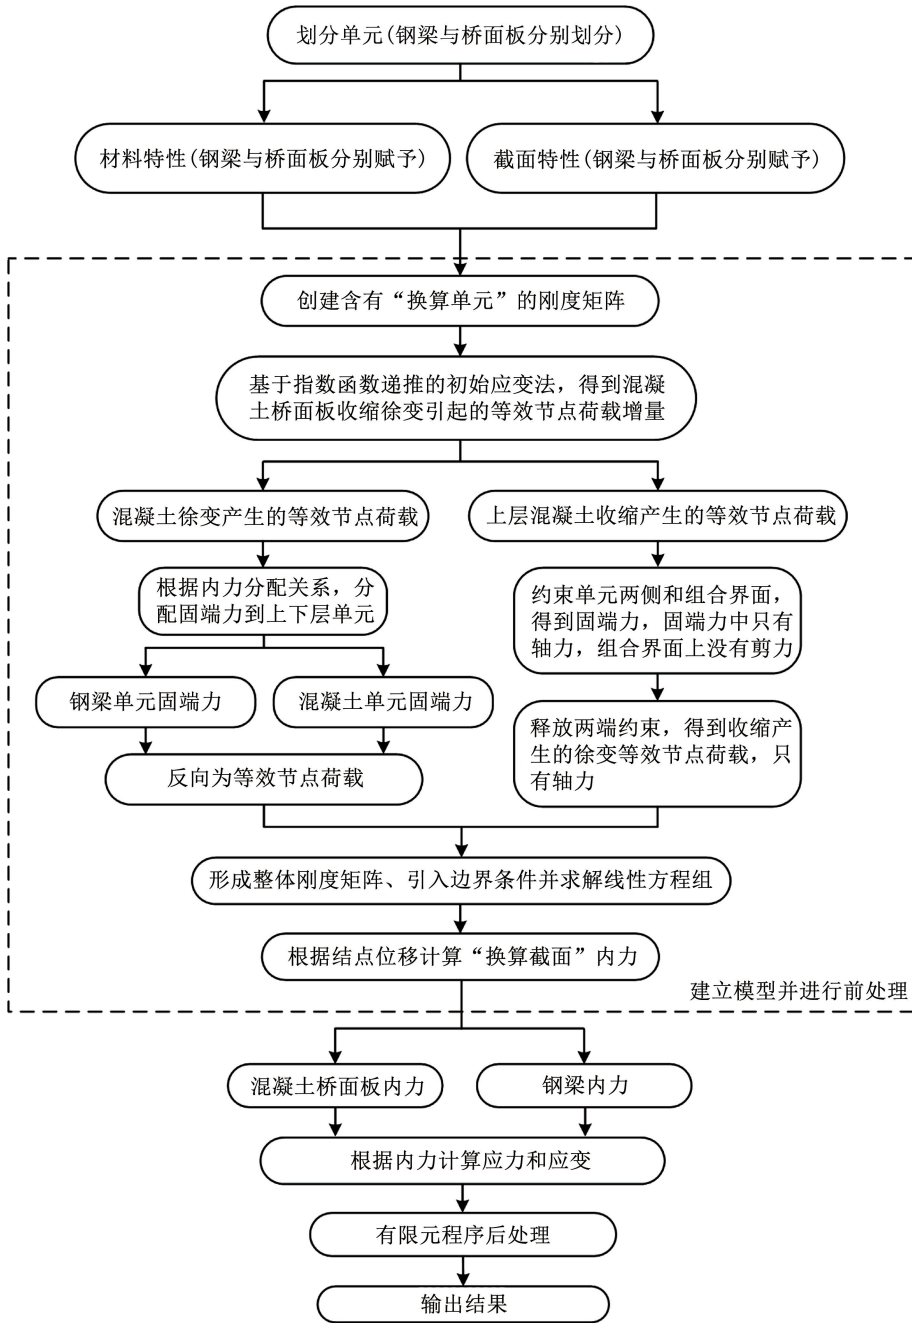 划分单元(钢梁与桥面板分别划分)
材料特性(钢梁与桥面板分别赋予)
截面特性(钢梁与桥面板分别赋予)
创建含有“换算单元”的刚度矩阵
基于指数函数递推的初始应变法，得到混凝
土桥面板收缩徐变引起的等效节点荷载增量
混凝土徐变产生的等效节点荷载
上层混凝土收缩产生的等效节点荷载
根据内力分配关系，分
配固端力到上下层单元
约束单元两侧和组合界面，
得到固端力，固端力中只有
轴力，组合界面上没有剪力
钢梁单元固端力
混凝土单元固端力
反向为等效节点荷载
释放两端约束，得到收缩产
生的徐变等效节点荷载，只
有轴力
形成整体刚度矩阵、引入边界条件并求解线性方程组
根据结点位移计算“换算截面”内力
建立模型并进行前处理
混凝土桥面板内力
钢梁内力
根据内力计算应力和应变
有限元程序后处理
输出结果